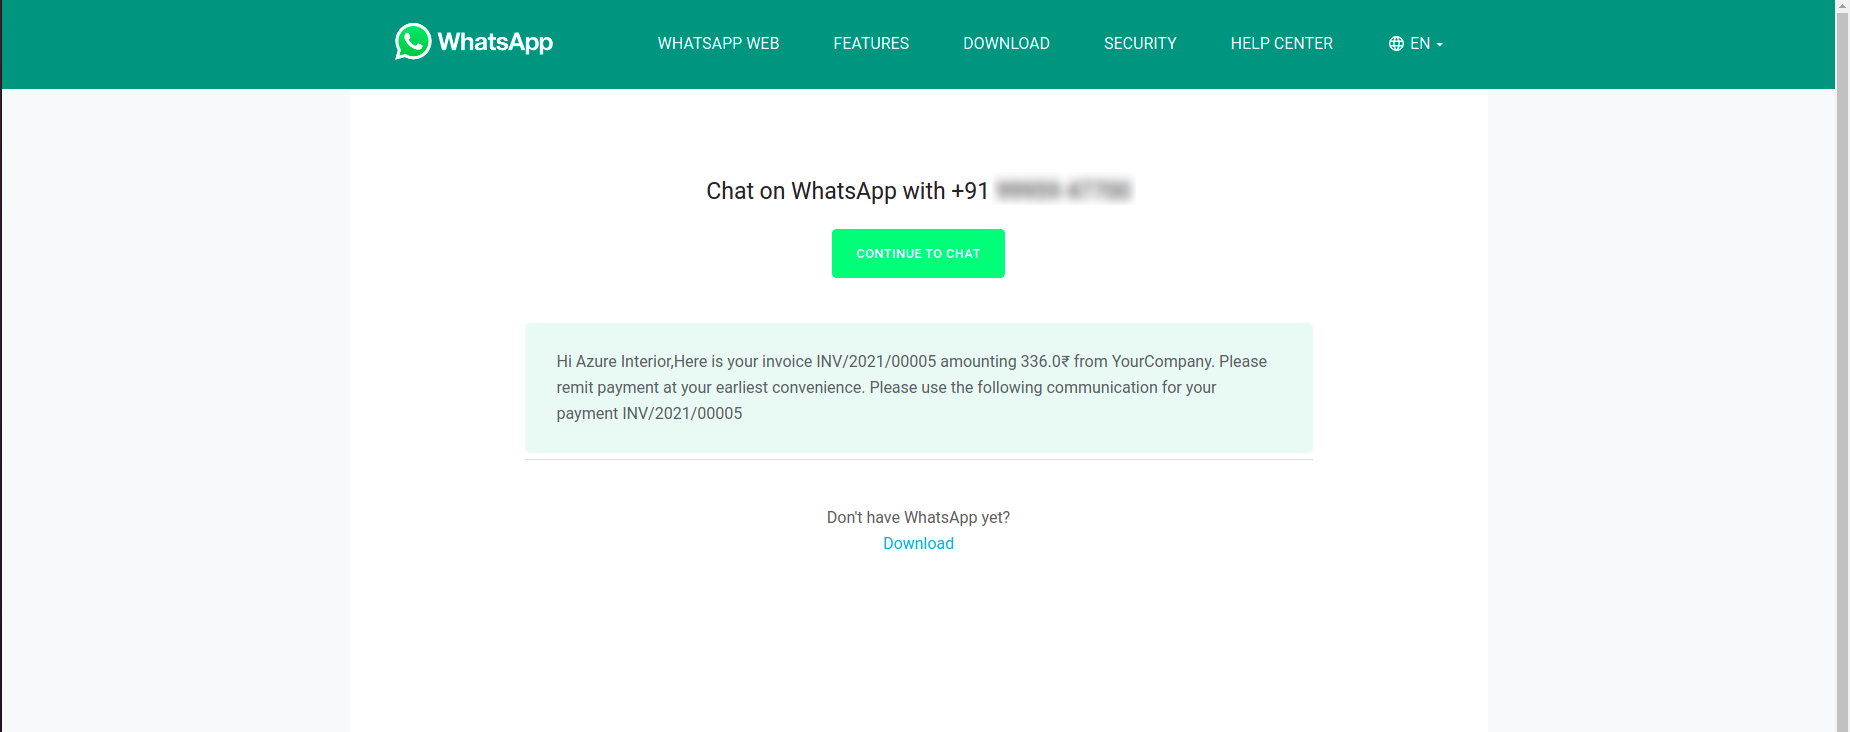 WhatsApp
WHATSAPP WEB
FEATURES
DOWNLOAD
SECURITY
HELP CENTER
EN
Chat on WhatsApp with +91
CONTINUE TO CHAT
Hi Azure Interior,Here is your invoice INV/2021/00005 amounting 336.0₹ from YourCompany. Please
remit payment at your earliest convenience. Please use the following communication for your
payment INV/2021/00005
Don't have WhatsApp yet?
Download